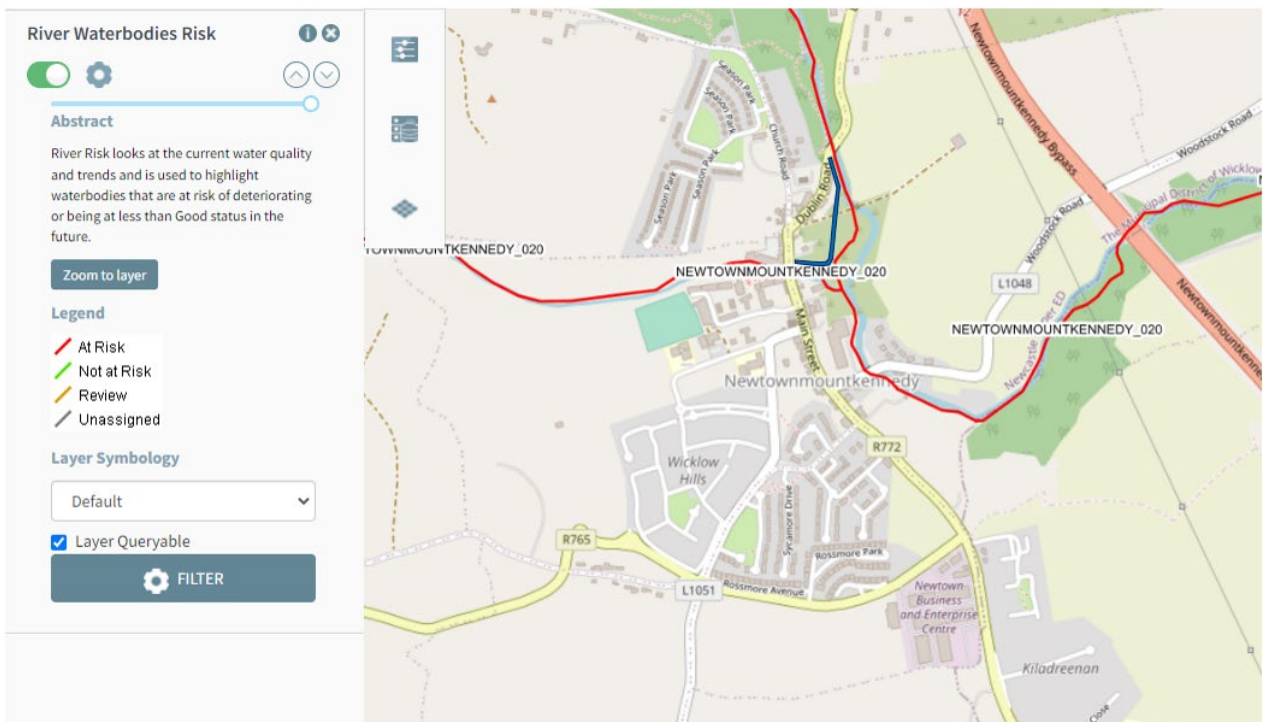 River Waterbodies Risk
Abstract
River Risk looks at the current water quality
and trends and is used to highlight
waterbodies that are at risk of deteriorating
or being at less than Good status in the
future.
Zoom to layer
Legend
At Risk
Not at Risk
Review
Unassigned
Layer Symbology
Default
Layer Queryable
FILTER
Season Park
Season Park
Season Park
Season Park
Season Park
Church Road
Dublin Road
Newtownmountkennedy Bypass
Woodstock Road
The Municipal District of Wicklow
TOWNMOUNTKENNEDY_020
NEWTOWNMOUNTKENNEDY_020
Woodstock Road
L1048
Newtownmountkenne
NEWTOWNMOUNTKENNEDY_020
Main Street
Newtownmountkennedy
R772
Wicklow
Hills
Sycamore Drive
R765
Rossmore Park
L1051
Rossmore Avenue
Newtown
Business
and Enterprise
Centre
Kiladreenan
Close